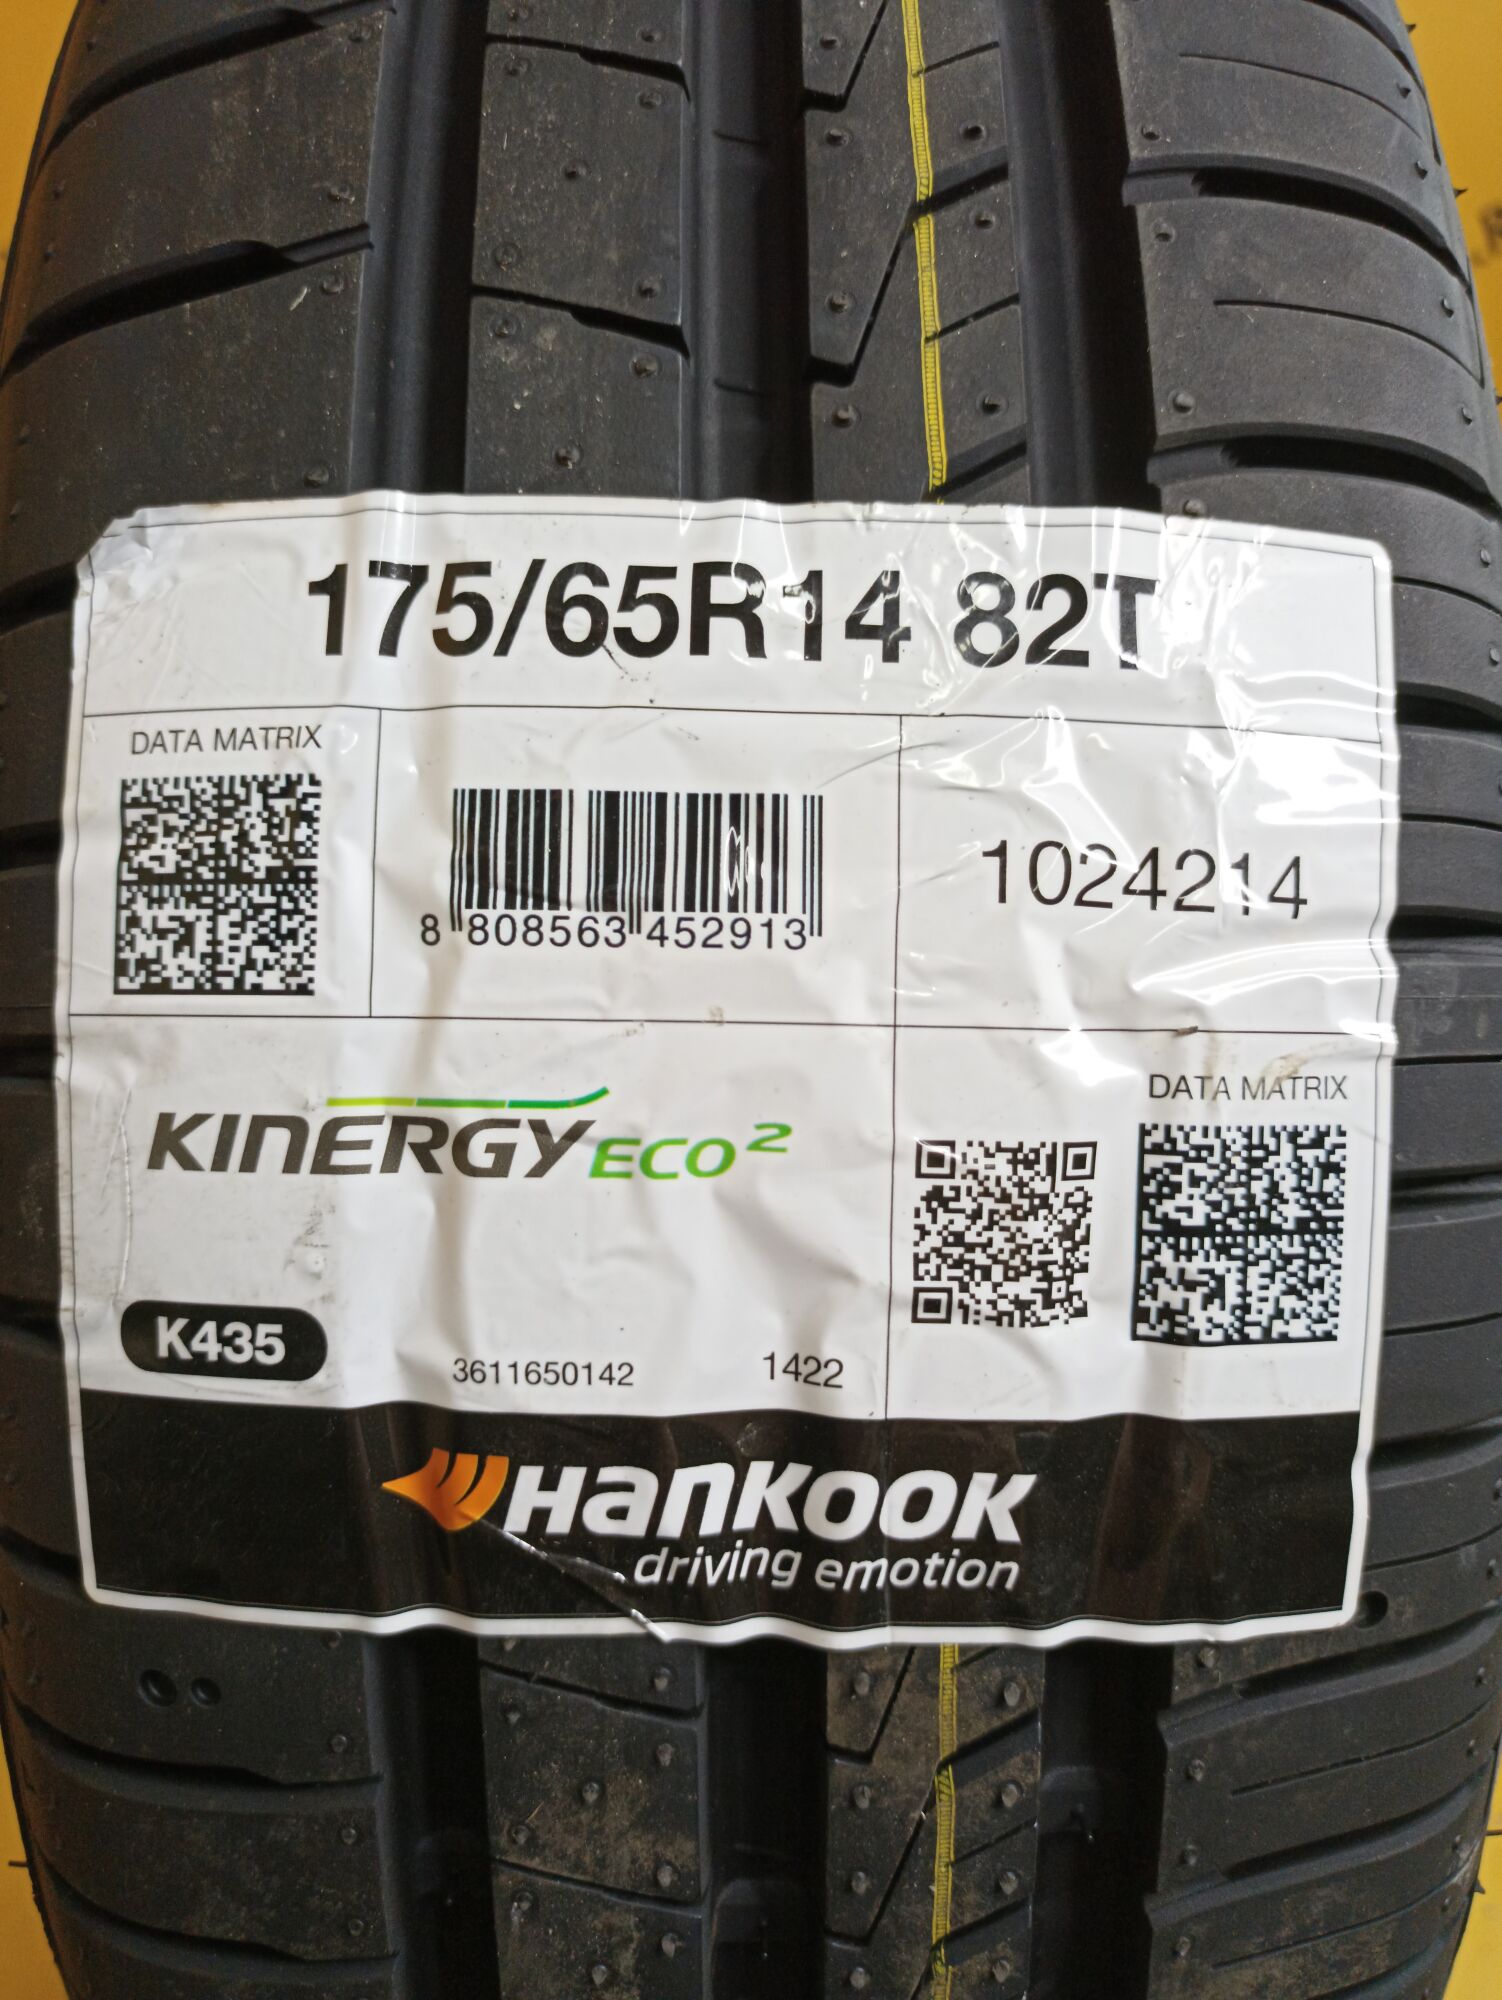 175/65R14 82T
DATA MATRIX
8 808563 452913
1024214
KINERGY ECO²
DATA MATRIX
K435
3611650142
1422
HANKOOK
driving emotion